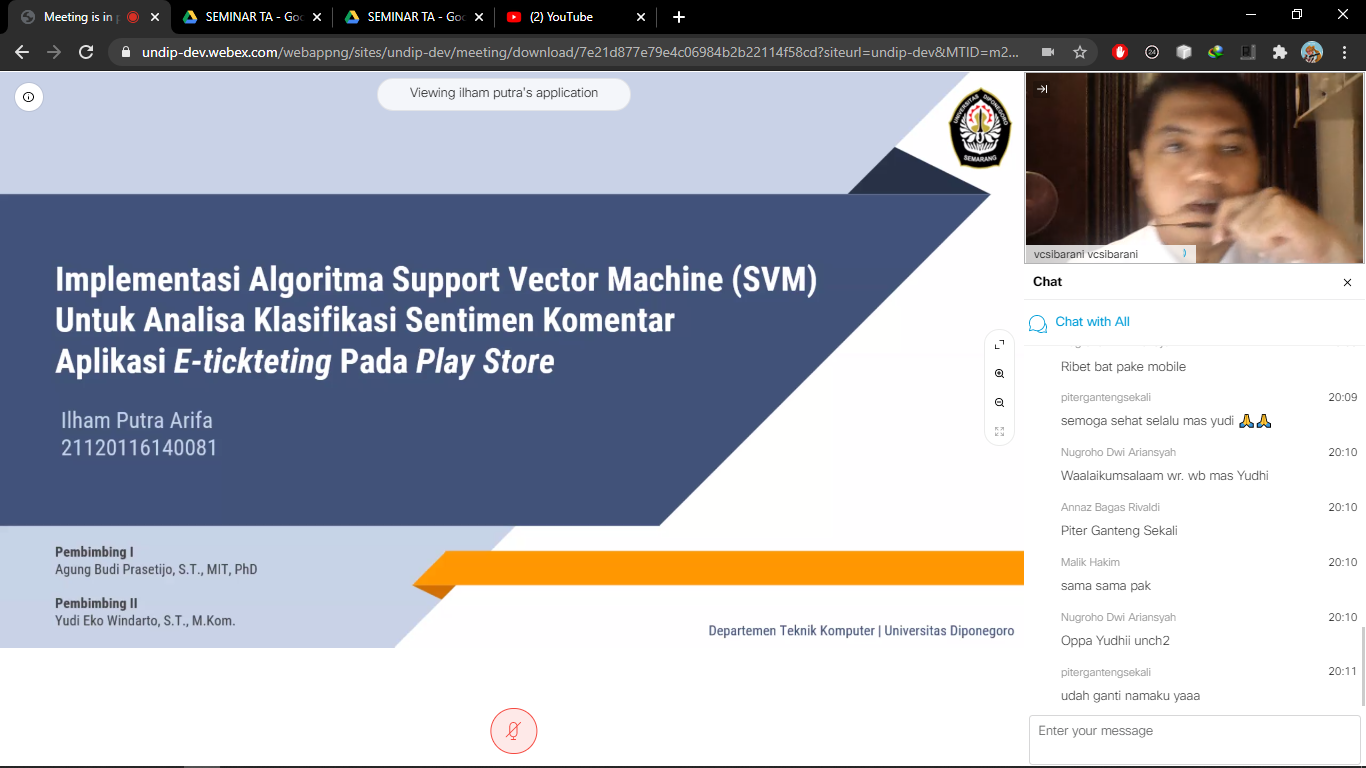 Meeting is in p
SEMINAR TA - Goo
SEMINAR TA - Goo
(2) YouTube
undip-dev.webex.com/webappng/sites/undip-dev/meeting/download/7e21d877e79e4c06984b2b22114f58cd?siteurl=undip-dev&MTID=m2...
Viewing ilham putra's application
UNIVERSITAS DIPONEGORO
SEMARANG
Implementasi Algoritma Support Vector Machine (SVM)
Untuk Analisa Klasifikasi Sentimen Komentar
Aplikasi E-tickteting Pada Play Store
Ilham Putra Arifa
21120116140081
Pembimbing I
Agung Budi Prasetijo, S.T., MIT, PhD
Pembimbing II
Yudi Eko Windarto, S.T., M.Kom.
Departemen Teknik Komputer | Universitas Diponegoro
vcsibarani vcsibarani
Chat
Chat with All
Ribet bat pake mobile
pitergantengsekali 20:09
semoga sehat selalu mas yudi 🙏🙏
Nugroho Dwi Ariansyah 20:10
Waalaikumsalaam wr. wb mas Yudhi
Annaz Bagas Rivaldi 20:10
Piter Ganteng Sekali
Malik Hakim 20:10
sama sama pak
Nugroho Dwi Ariansyah 20:10
Oppa Yudhii unch2
pitergantengsekali 20:11
udah ganti namaku yaaa
Enter your message